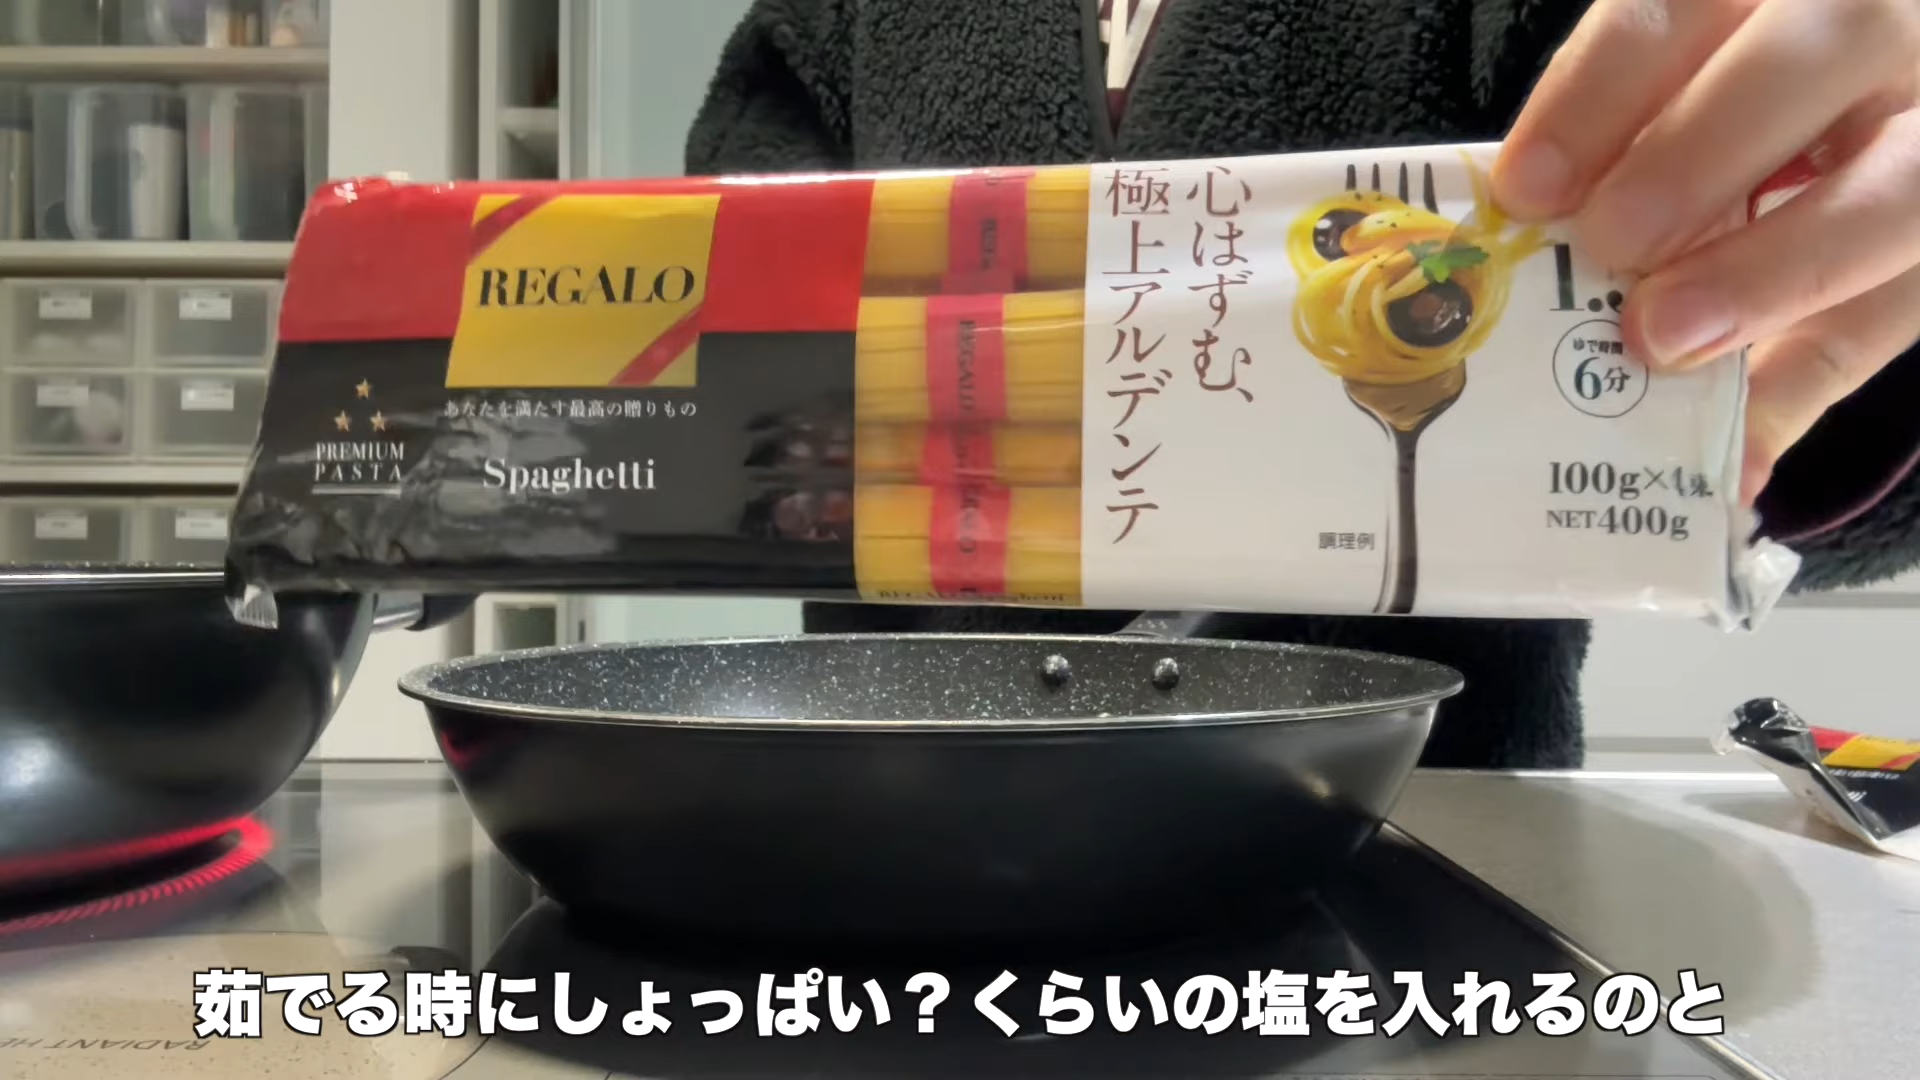 REGALO
あなたを満たす最高の贈りもの
PREMIUM
PASTA
Spaghetti
REGALO
心はずむ、
極上アルデンテ
ゆで時間
6分
100g×4束
NET400g
調理例
茹でる時にしょっぱい？くらいの塩を入れるのと